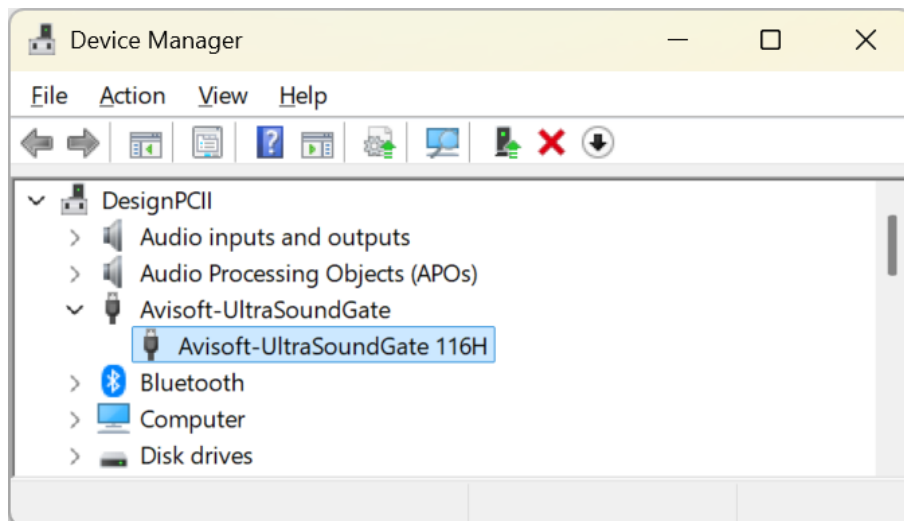 Device Manager
File Action View Help
DesignPCII
Audio inputs and outputs
Audio Processing Objects (APOs)
Avisoft-UltraSoundGate
Avisoft-UltraSoundGate 116H
Bluetooth
Computer
Disk drives